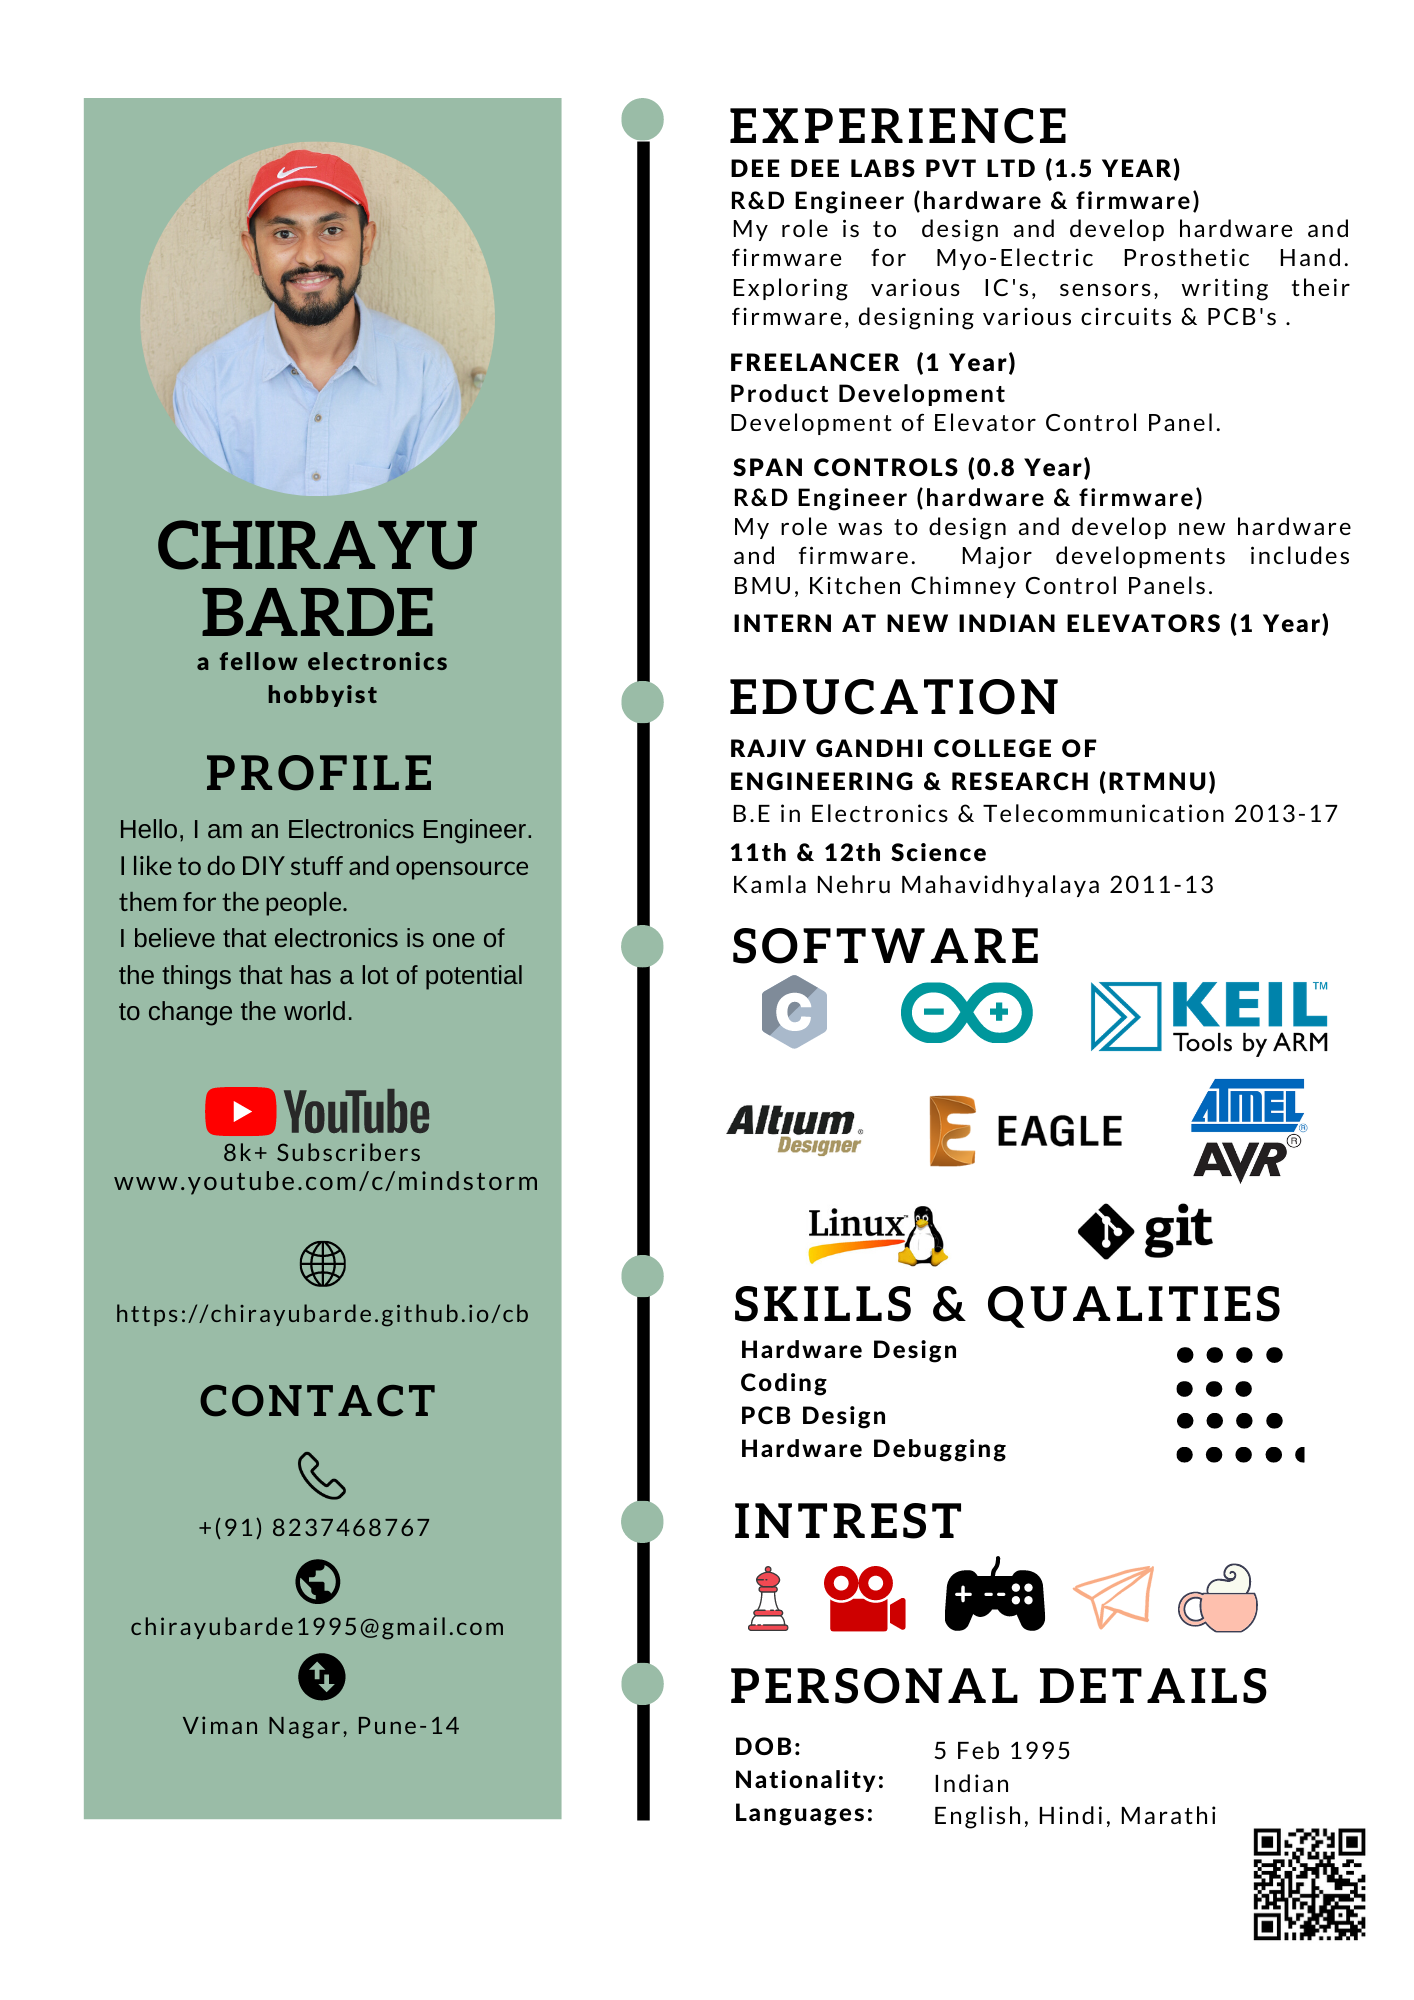 CHIRAYU
BARDE
a fellow electronics
hobbyist
PROFILE
Hello, I am an Electronics Engineer.
I like to do DIY stuff and opensource
them for the people.
I believe that electronics is one of
the things that has a lot of potential
to change the world.
YouTube
8k+ Subscribers
www.youtube.com/c/mindstorm
https://chirayubarde.github.io/cb
CONTACT
+(91) 8237468767
chirayubarde1995@gmail.com
Viman Nagar, Pune-14
EXPERIENCE
DEE DEE LABS PVT LTD (1.5 YEAR)
R&D Engineer (hardware & firmware)
My role is to design and develop hardware and
firmware for Myo-Electric Prosthetic Hand.
Exploring various IC's, sensors, writing their
firmware, designing various circuits & PCB's .
FREELANCER (1 Year)
Product Development
Development of Elevator Control Panel.
SPAN CONTROLS (0.8 Year)
R&D Engineer (hardware & firmware)
My role was to design and develop new hardware
and firmware. Major developments includes
BMU, Kitchen Chimney Control Panels.
INTERN AT NEW INDIAN ELEVATORS (1 Year)
EDUCATION
RAJIV GANDHI COLLEGE OF
ENGINEERING & RESEARCH (RTMNU)
B.E in Electronics & Telecommunication 2013-17
11th & 12th Science
Kamla Nehru Mahavidhyalaya 2011-13
SOFTWARE
C
KEIL™
Tools by ARM
Altium®
Designer
E EAGLE
ATMEL®
AVR®
Linux™
git
SKILLS & QUALITIES
Hardware Design
Coding
PCB Design
Hardware Debugging
INTREST
PERSONAL DETAILS
DOB: 5 Feb 1995
Nationality: Indian
Languages: English, Hindi, Marathi